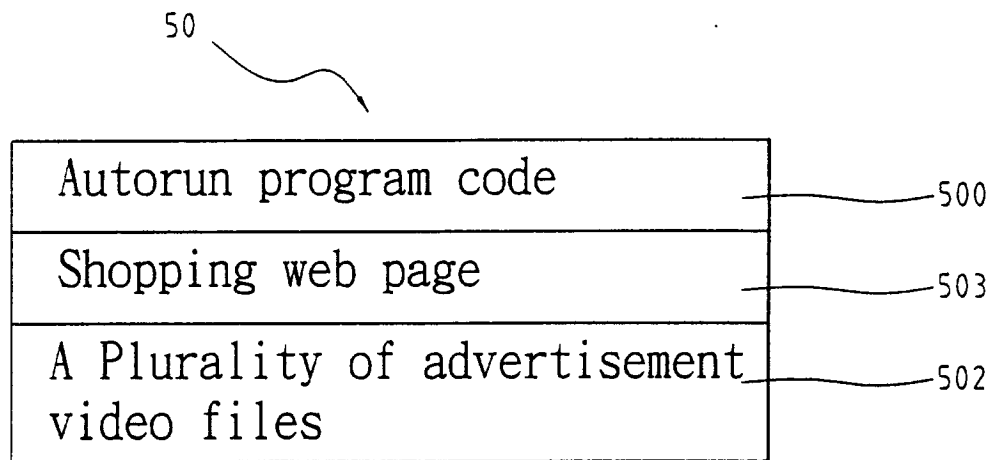 50
Autorun program code
500
Shopping web page
503
A Plurality of advertisement
video files
502